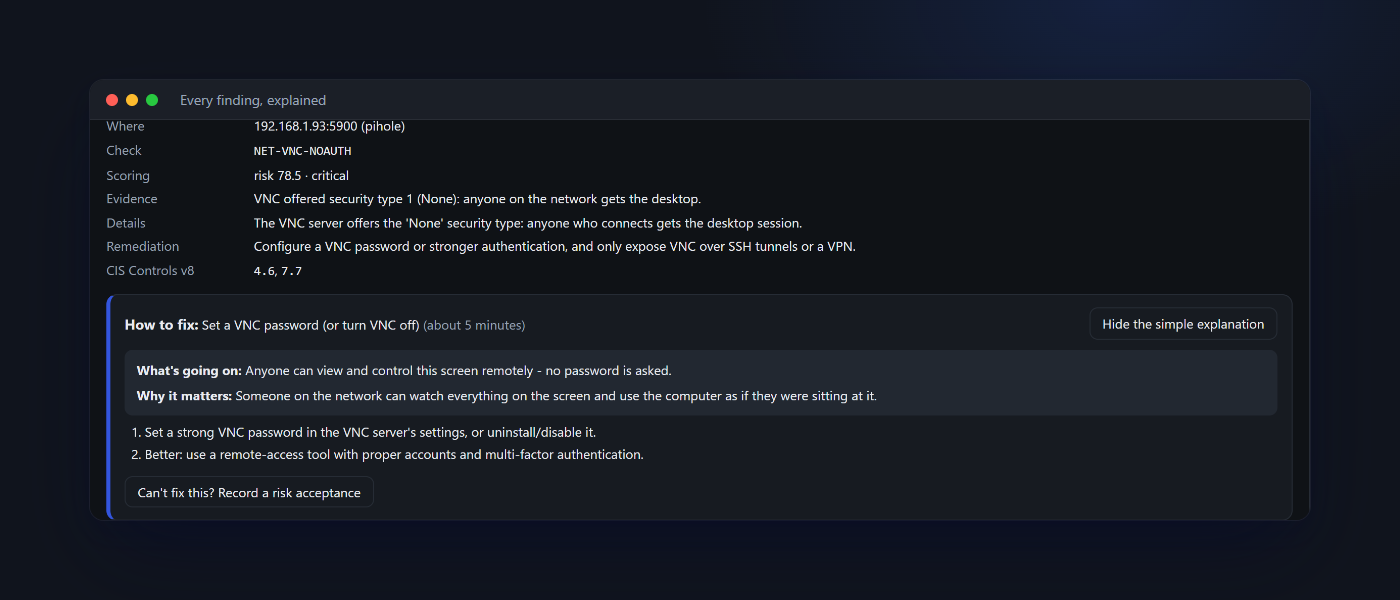 Every finding, explained
Where 192.168.1.93:5900 (pihole)
Check NET-VNC-NOAUTH
Scoring risk 78.5 · critical
Evidence VNC offered security type 1 (None): anyone on the network gets the desktop.
Details The VNC server offers the 'None' security type: anyone who connects gets the desktop session.
Remediation Configure a VNC password or stronger authentication, and only expose VNC over SSH tunnels or a VPN.
CIS Controls v8 4.6, 7.7
How to fix: Set a VNC password (or turn VNC off) (about 5 minutes)
Hide the simple explanation
What's going on: Anyone can view and control this screen remotely - no password is asked.
Why it matters: Someone on the network can watch everything on the screen and use the computer as if they were sitting at it.
1. Set a strong VNC password in the VNC server's settings, or uninstall/disable it.
2. Better: use a remote-access tool with proper accounts and multi-factor authentication.
Can't fix this? Record a risk acceptance